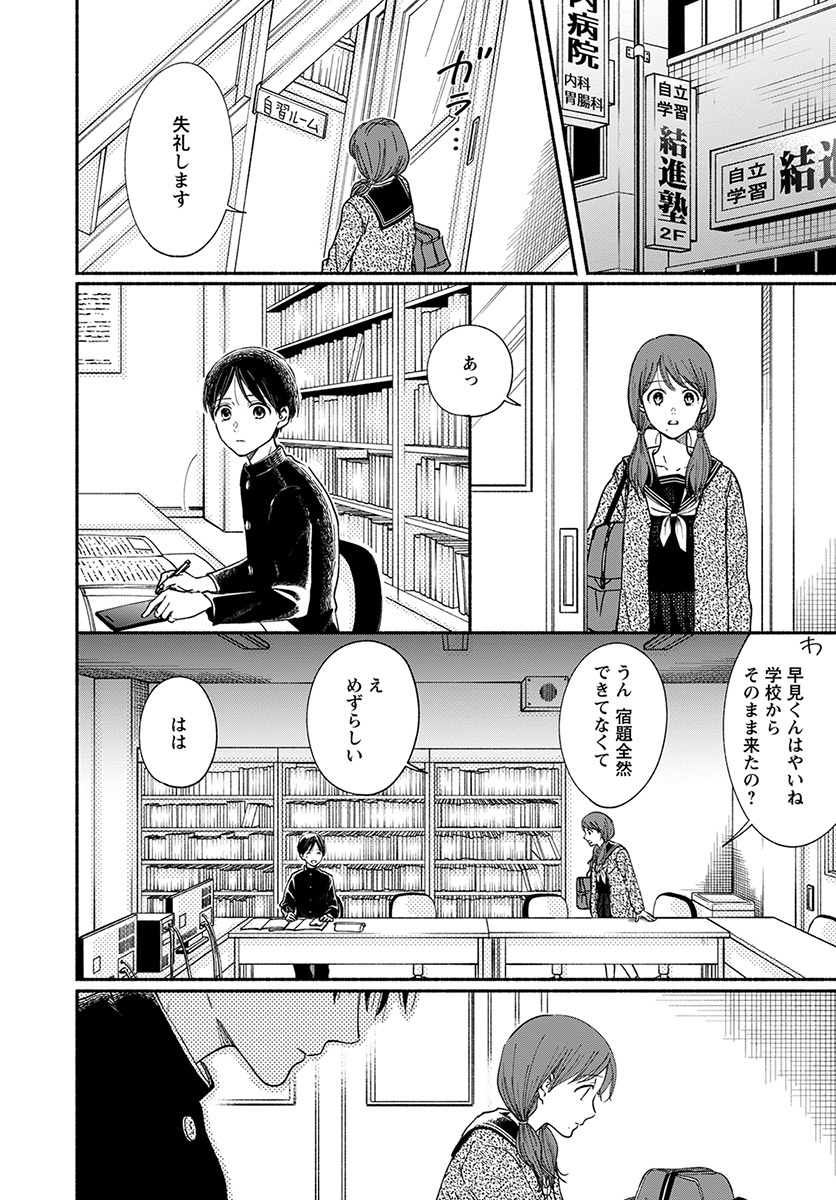 内病院
内科
胃腸科
自立
学習
結進塾
2F
自立
学習
結進
ガラ…
自習ルーム
失礼します
あっ
わ
早見くんはやいね
学校から
そのまま来たの?
うん 宿題全然
できてなくて
え
めずらしい
はは